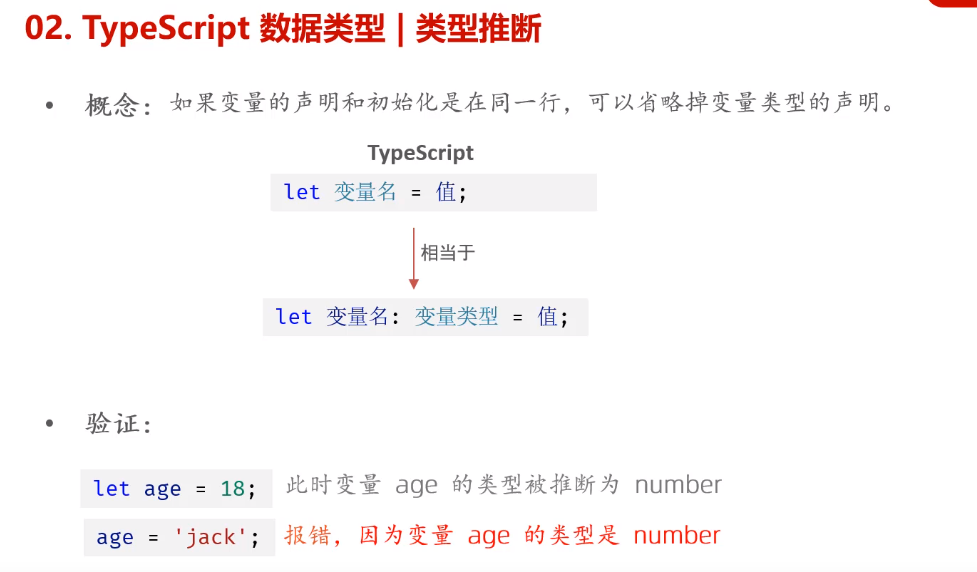 02. TypeScript 数据类型 | 类型推断
• 概念：如果变量的声明和初始化是在同一行，可以省略掉变量类型的声明。
TypeScript
let 变量名 = 值;
相当于
let 变量名: 变量类型 = 值;
• 验证：
let age = 18; 此时变量 age 的类型被推断为 number
age = 'jack'; 报错，因为变量 age 的类型是 number